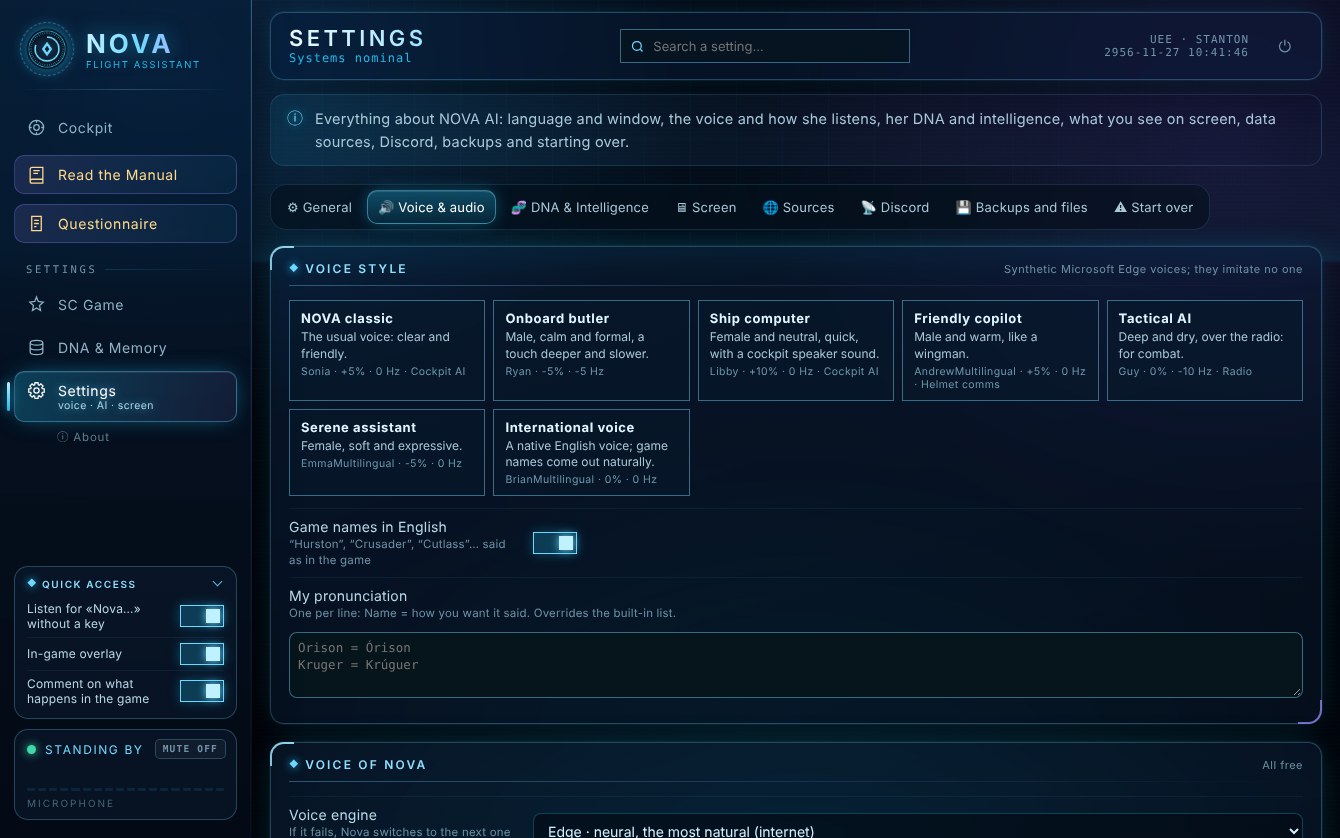 NOVA
FLIGHT ASSISTANT
Cockpit
Read the Manual
Questionnaire
SETTINGS
SC Game
DNA & Memory
Settings
voice · AI · screen
ⓘ About
QUICK ACCESS
Listen for «Nova…»
without a key
In-game overlay
Comment on what
happens in the game
STANDING BY
MUTE OFF
MICROPHONE
SETTINGS
Systems nominal
Search a setting...
UEE · STANTON
2956-11-27 10:41:46
Everything about NOVA AI: language and window, the voice and how she listens, her DNA and intelligence, what you see on screen, data
sources, Discord, backups and starting over.
⚙ General
🔊 Voice & audio
🧬 DNA & Intelligence
🖥 Screen
🌐 Sources
📡 Discord
💾 Backups and files
⚠ Start over
VOICE STYLE
Synthetic Microsoft Edge voices; they imitate no one
NOVA classic
The usual voice: clear and
friendly.
Sonia · +5% · 0 Hz · Cockpit AI
Onboard butler
Male, calm and formal, a
touch deeper and slower.
Ryan · -5% · -5 Hz
Ship computer
Female and neutral, quick,
with a cockpit speaker sound.
Libby · +10% · 0 Hz · Cockpit AI
Friendly copilot
Male and warm, like a
wingman.
AndrewMultilingual · +5% · 0 Hz
· Helmet comms
Tactical AI
Deep and dry, over the radio:
for combat.
Guy · 0% · -10 Hz · Radio
Serene assistant
Female, soft and expressive.
EmmaMultilingual · -5% · 0 Hz
International voice
A native English voice; game
names come out naturally.
BrianMultilingual · 0% · 0 Hz
Game names in English
“Hurston”, “Crusader”, “Cutlass”… said
as in the game
My pronunciation
One per line: Name = how you want it said. Overrides the built-in list.
Orison = Órison
Kruger = Krúguer
VOICE OF NOVA
All free
Voice engine
If it fails, Nova switches to the next one
Edge · neural, the most natural (internet)